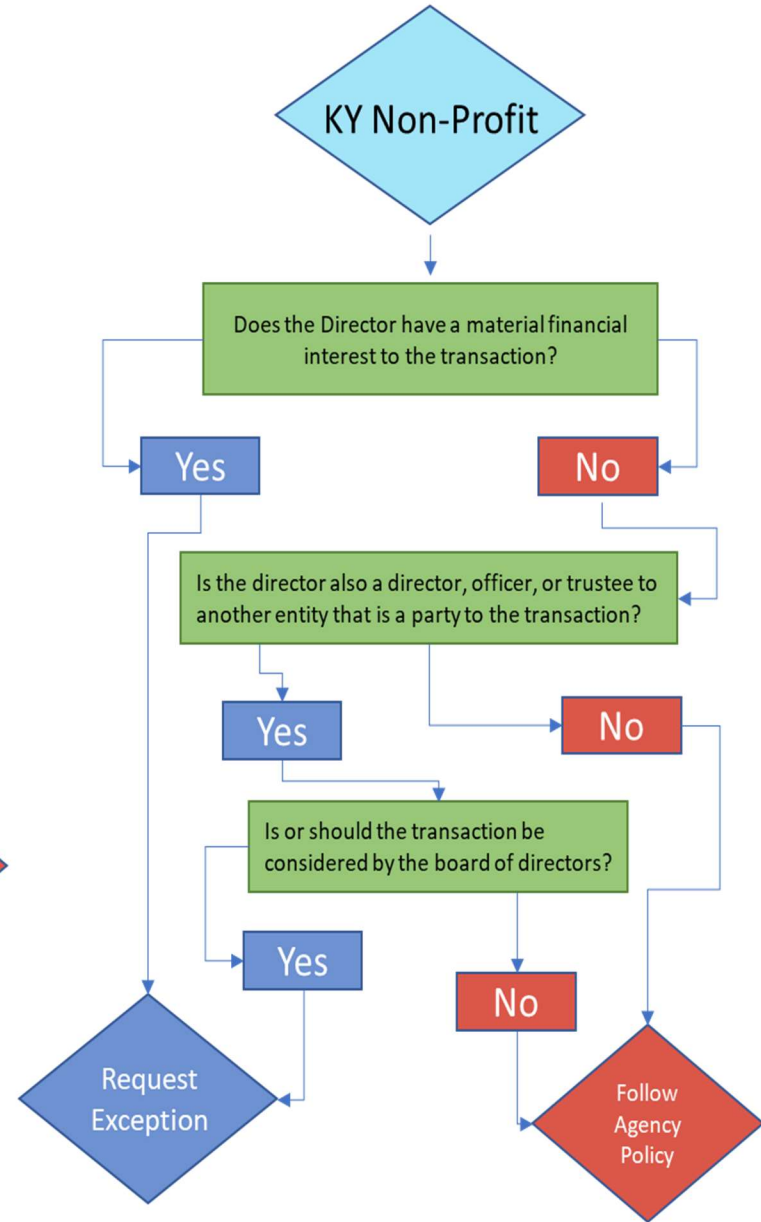 KY Non-Profit
Does the Director have a material financial
interest to the transaction?
Yes
No
Is the director also a director, officer, or trustee to
another entity that is a party to the transaction?
Yes
No
Is or should the transaction be
considered by the board of directors?
Yes
No
Request
Exception
Follow
Agency
Policy